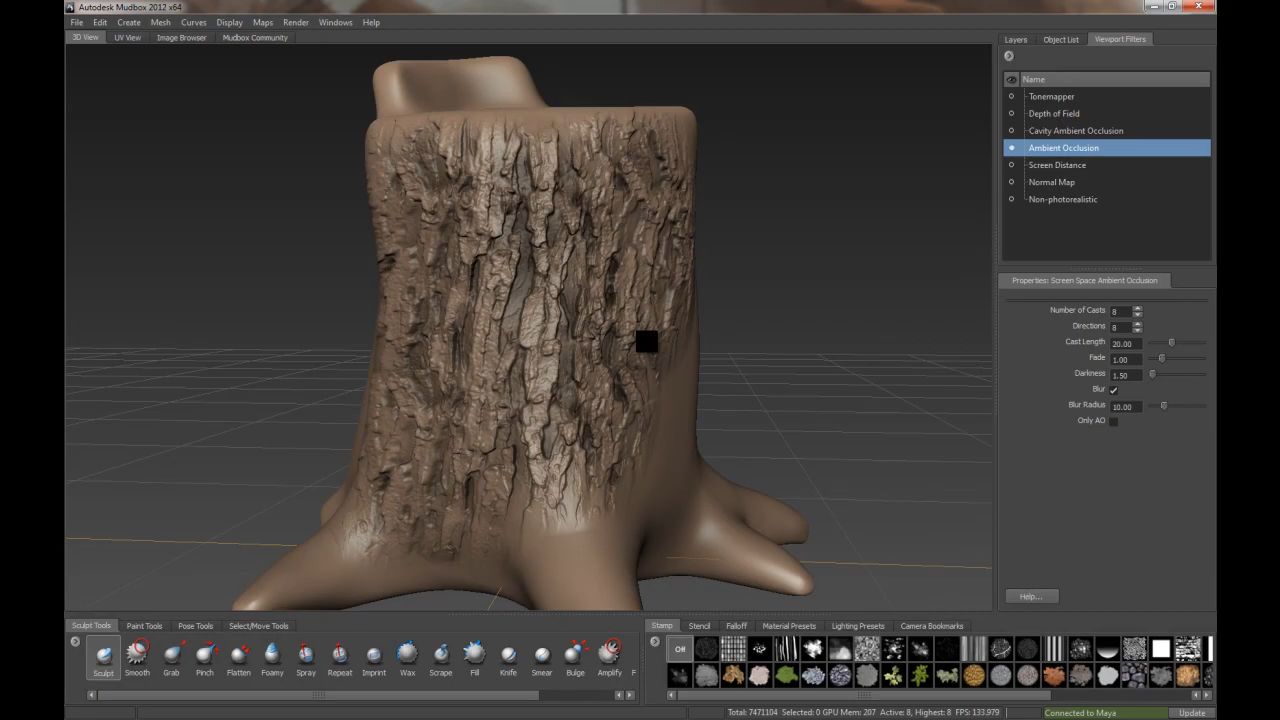 Autodesk Mudbox 2012 x64
File Edit Create Mesh Curves Display Maps Render Windows Help
3D View UV View Image Browser Mudbox Community
Layers Object List Viewport Filters
Name
Tonemapper
Depth of Field
Cavity Ambient Occlusion
Ambient Occlusion
Screen Distance
Normal Map
Non-photorealistic
Properties: Screen Space Ambient Occlusion
Number of Casts 8
Directions 8
Cast Length 20.00
Fade 1.00
Darkness 1.50
Blur
Blur Radius 10.00
Only AO
Help...
Sculpt Tools Paint Tools Pose Tools Select/Move Tools
Stamp Stencil Falloff Material Presets Lighting Presets Camera Bookmarks
Off
Sculpt Smooth Grab Pinch Flatten Foamy Spray Repeat Imprint Wax Scrape Fill Knife Smear Bulge Amplify F
Total: 7471104 Selected: 0 GPU Mem: 207 Active: 8, Highest: 8 FPS: 133.979
Connected to Maya Update